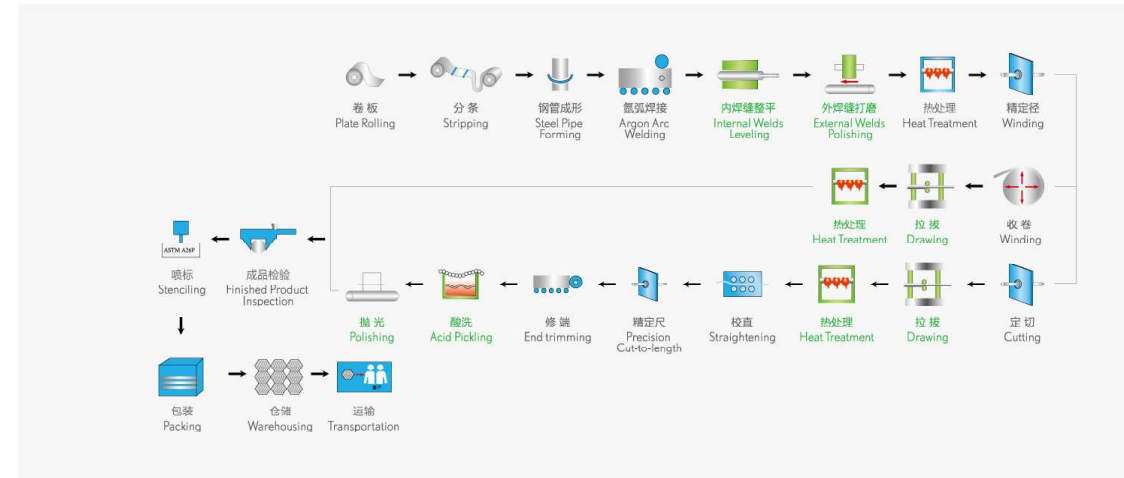 卷 板
Plate Rolling
分 条
Stripping
钢管成形
Steel Pipe
Forming
氩弧焊接
Argon Arc
Welding
内焊缝整平
Internal Welds
Leveling
外焊缝打磨
External Welds
Polishing
热处理
Heat Treatment
精定径
Winding
收 卷
Winding
拉 拔
Drawing
热处理
Heat Treatment
定 切
Cutting
拉 拔
Drawing
热处理
Heat Treatment
校直
Straightening
精定尺
Precision
Cut-to-length
修 端
End trimming
酸洗
Acid Pickling
抛 光
Polishing
成品检验
Finished Product
Inspection
ASTM A26P
喷标
Stenciling
包装
Packing
仓储
Warehousing
运输
Transportation